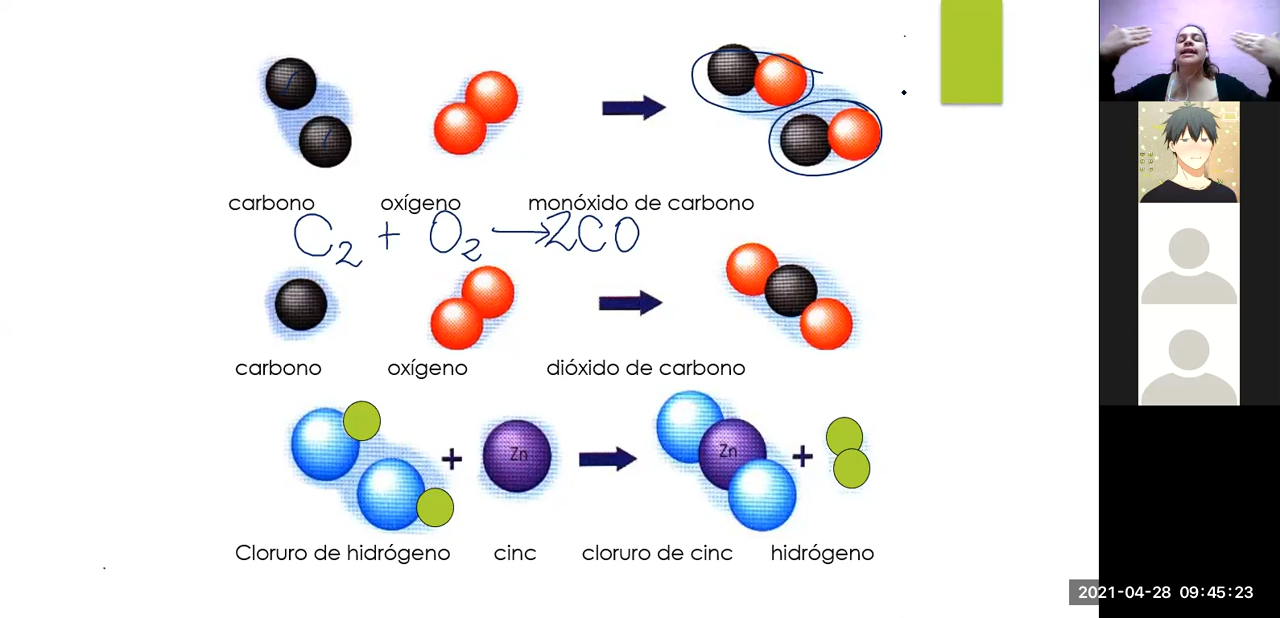 carbono oxígeno monóxido de carbono
C₂ + O₂ → 2CO
carbono oxígeno dióxido de carbono
+ Zn Zn +
Cloruro de hidrógeno cinc cloruro de cinc hidrógeno
2021-04-28 09:45:23